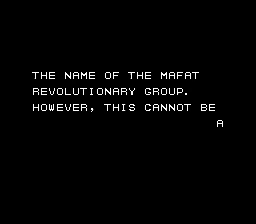 THE NAME OF THE MAFAT
REVOLUTIONARY GROUP.
HOWEVER, THIS CANNOT BE
A